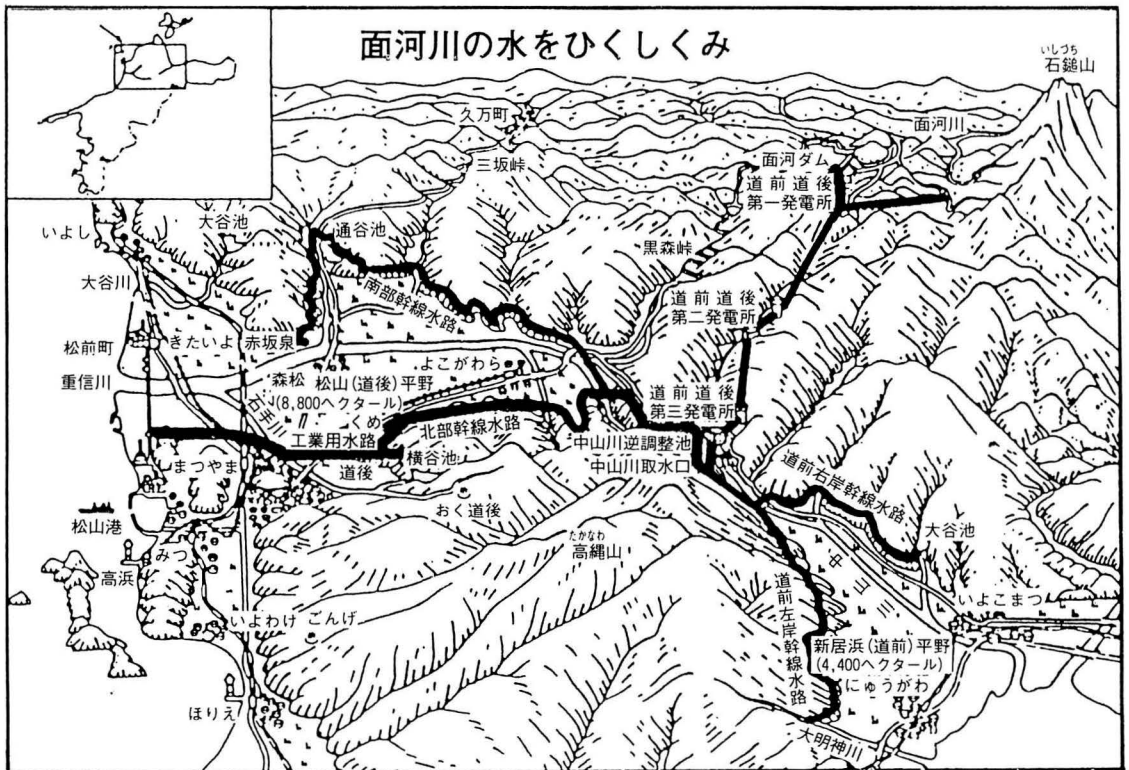 面河川の水をひくしくみ
いしづち
石鎚山
久万町
面河川
三坂峠
面河ダム
道前道後
第一発電所
大谷池
通谷池
いよし
黒森峠
大谷川
南部幹線水路
道前道後
第二発電所
松前町
きたいよ
赤坂泉
よこがわら
重信川
森松
松山(道後)平野
(8,800ヘクタール)
石手川
くめ
道前道後
第三発電所
工業用水路
北部幹線水路
中山川逆調整池
中山川取水口
まつやま
道後
横谷池
道前右岸幹線水路
おく道後
松山港
みつ
たかなわ
高縄山
大谷池
高浜
中山川
いよこまつ
道前左岸幹線水路
いよわけ
ごんげ
新居浜(道前)平野
(4,400ヘクタール)
にゅうがわ
ほりえ
大明神川